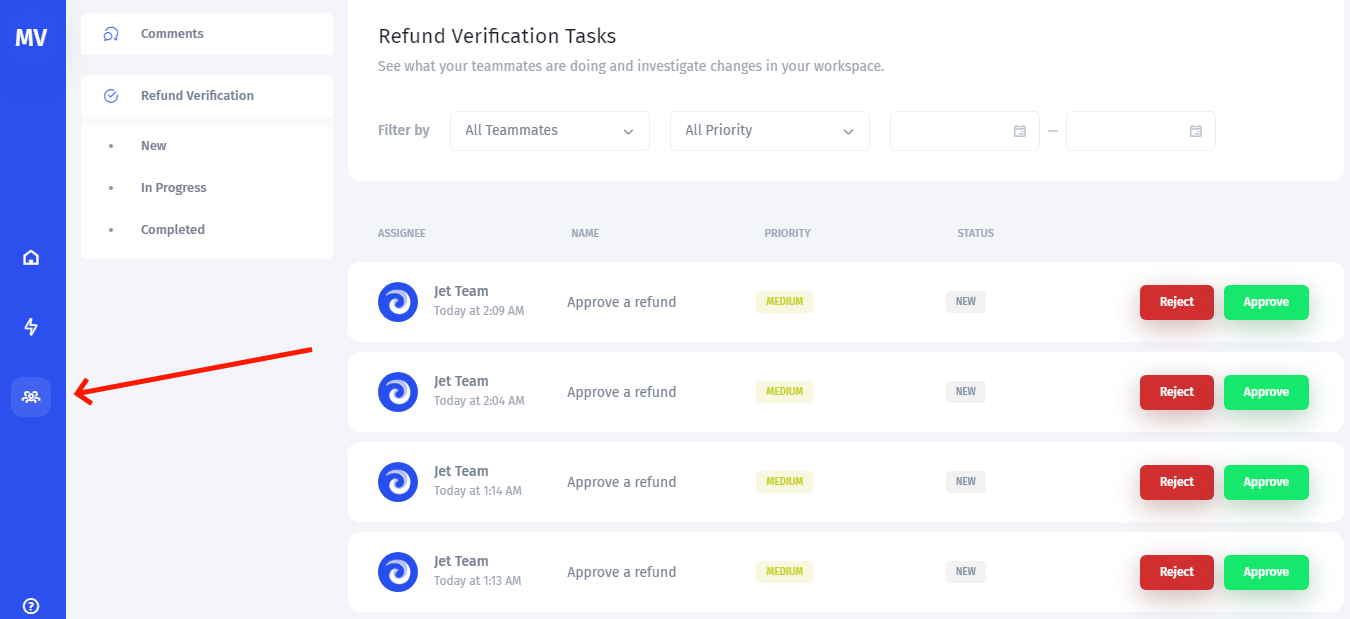 MV
Comments
Refund Verification
New
In Progress
Completed
Refund Verification Tasks
See what your teammates are doing and investigate changes in your workspace.
Filter by All Teammates All Priority –
ASSIGNEE NAME PRIORITY STATUS
Jet Team
Today at 2:09 AM
Approve a refund MEDIUM NEW Reject Approve
Jet Team
Today at 2:04 AM
Approve a refund MEDIUM NEW Reject Approve
Jet Team
Today at 1:14 AM
Approve a refund MEDIUM NEW Reject Approve
Jet Team
Today at 1:13 AM
Approve a refund MEDIUM NEW Reject Approve